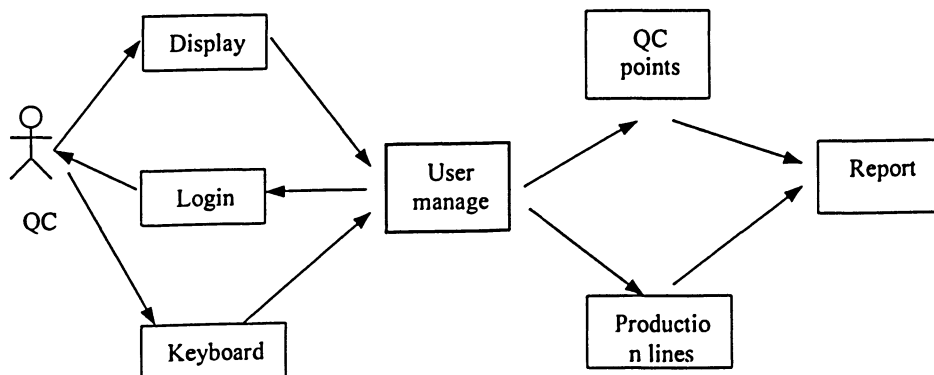 Display
QC
points
Login
QC
User
manage
Report
Keyboard
Productio
n lines